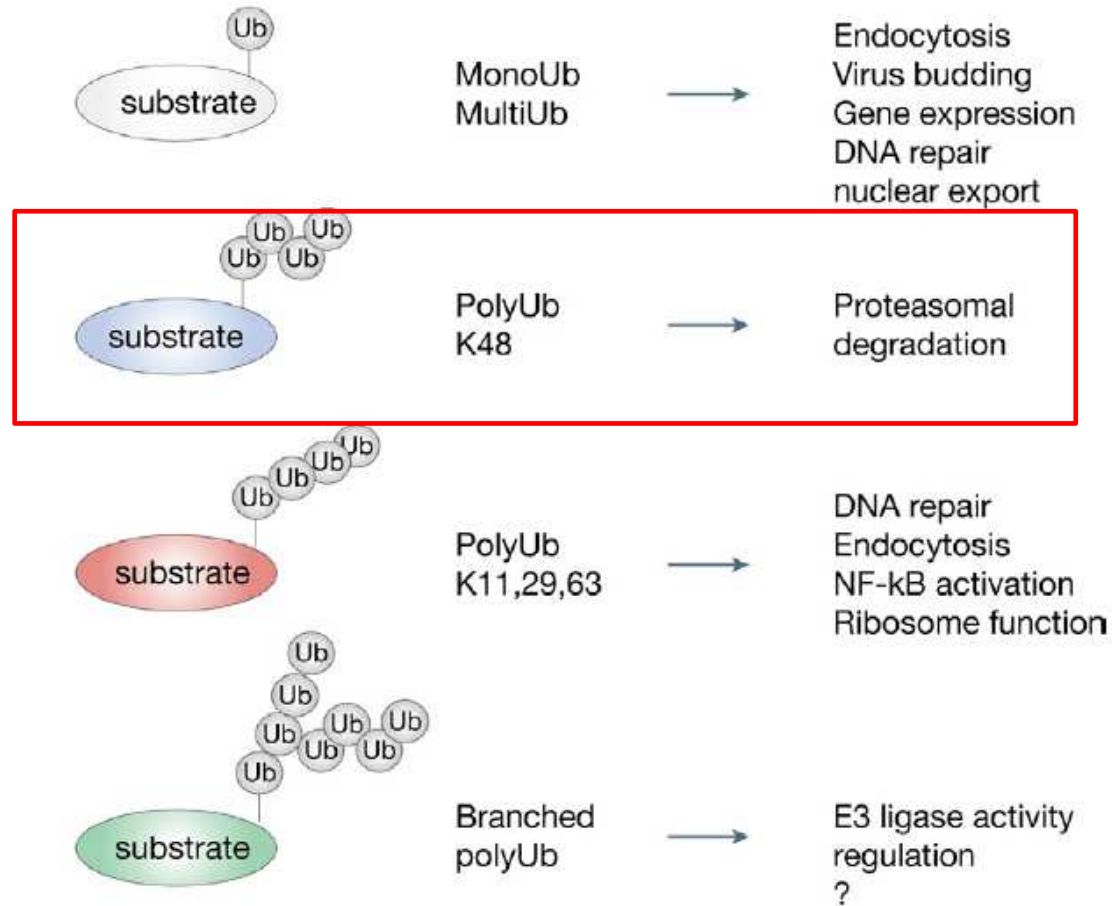 Ub
substrate
MonoUb
MultiUb
Endocytosis
Virus budding
Gene expression
DNA repair
nuclear export
Ub Ub Ub Ub
substrate
PolyUb
K48
Proteasomal
degradation
Ub Ub Ub Ub
substrate
PolyUb
K11,29,63
DNA repair
Endocytosis
NF-kB activation
Ribosome function
Ub
Ub
Ub Ub Ub Ub Ub
Ub
substrate
Branched
polyUb
E3 ligase activity
regulation
?